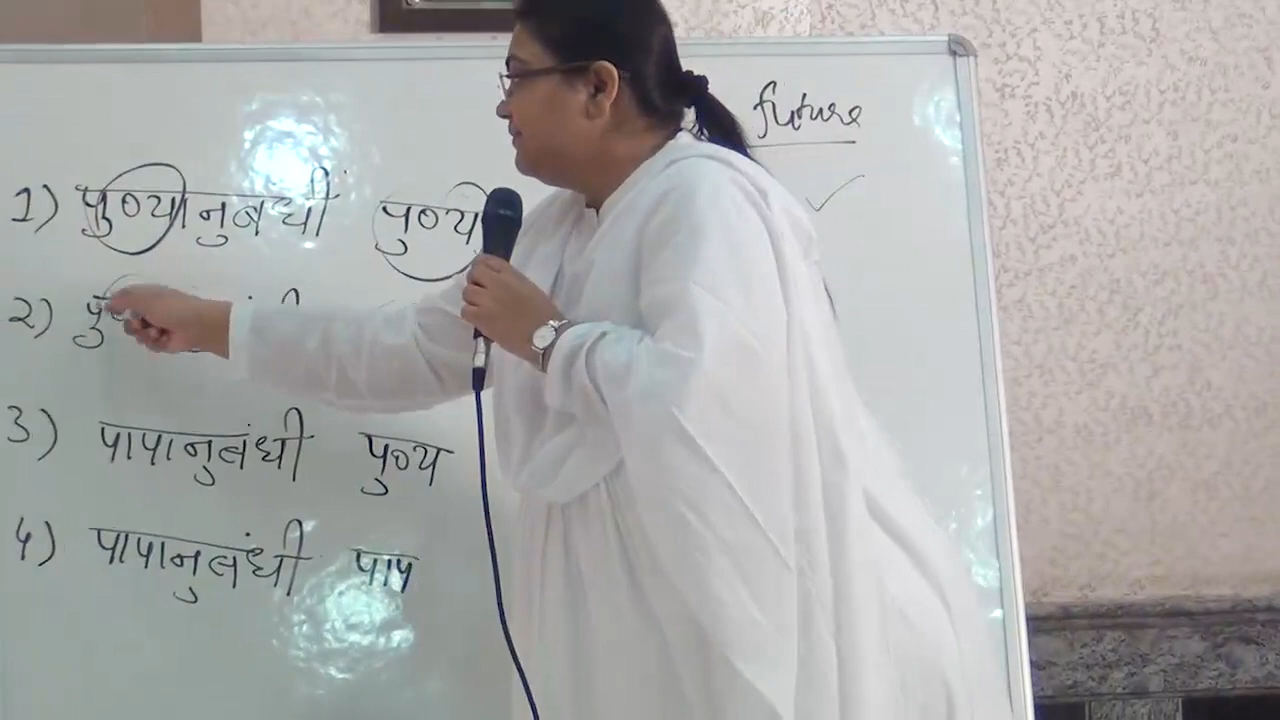 future
1) पुण्यानुबंधी पुण्य
2)
3) पापानुबंधी पुण्य
4) पापानुबंधी पाप